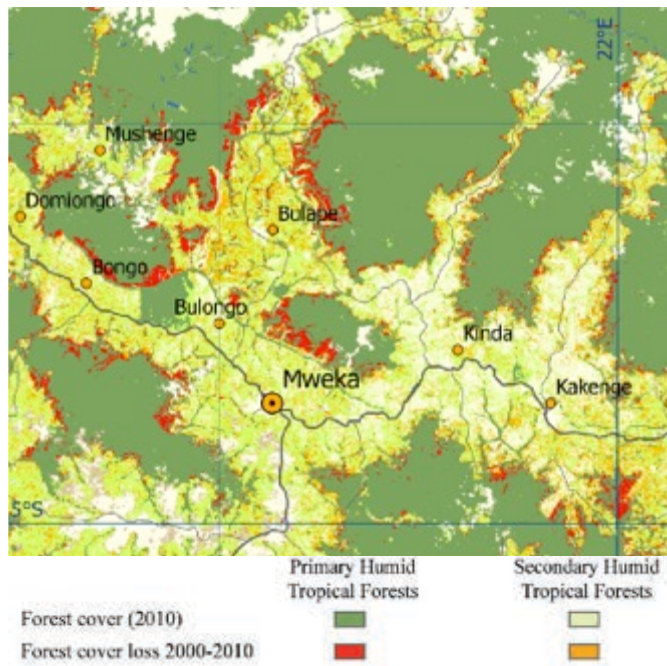 22°E
Mushenge
Domiongo
Bulape
Bongo
Bulongo
Kinda
Mweka
Kakenge
5°S
Primary Humid
Tropical Forests
Secondary Humid
Tropical Forests
Forest cover (2010)
Forest cover loss 2000-2010